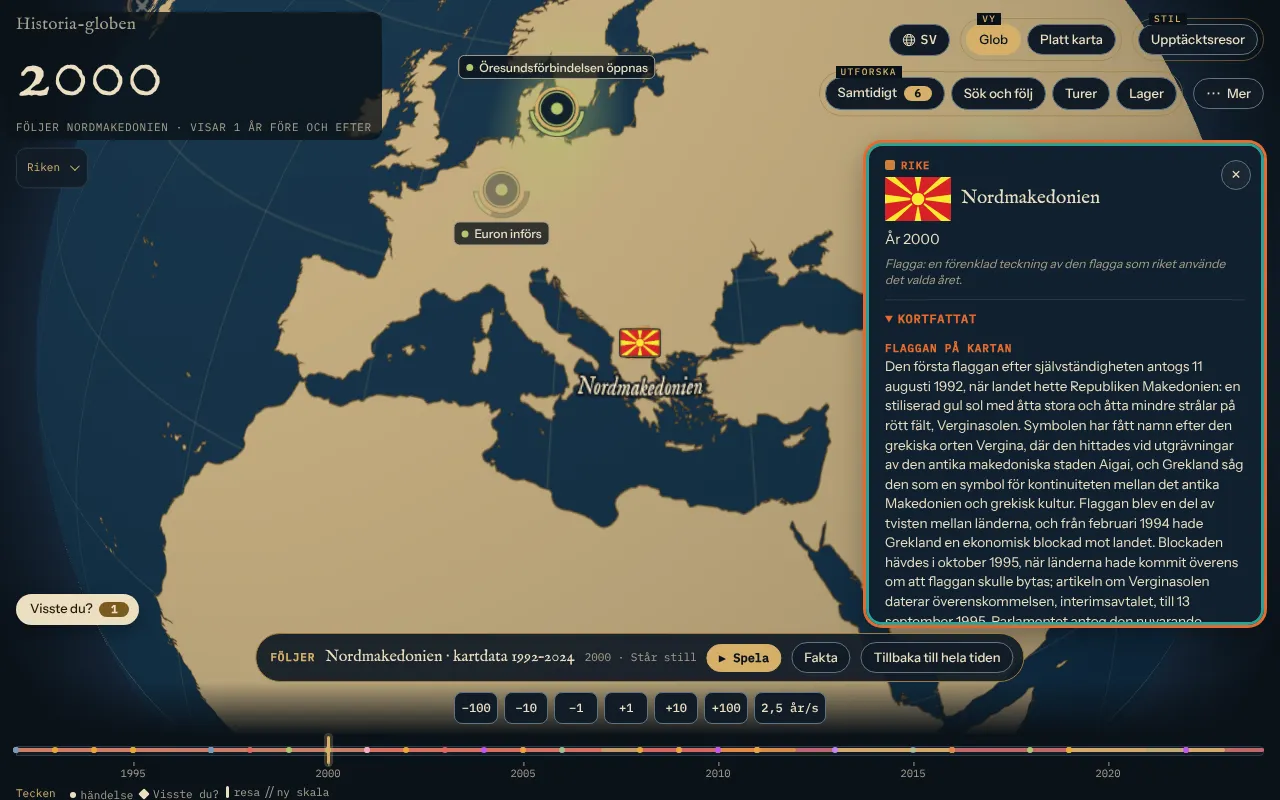 Historia-globen
2000
FÖLJER NORDMAKEDONIEN · VISAR 1 ÅR FÖRE OCH EFTER
Riken
SV
VY
Glob
Platt karta
STIL
Upptäcktsresor
UTFORSKA
Samtidigt 6
Sök och följ
Turer
Lager
··· Mer
Öresundsförbindelsen öppnas
Euron införs
Nordmakedonien
RIKE
×
Nordmakedonien
År 2000
Flagga: en förenklad teckning av den flagga som riket använde
det valda året.
▼ KORTFATTAT
FLAGGAN PÅ KARTAN
Den första flaggan efter självständigheten antogs 11
augusti 1992, när landet hette Republiken Makedonien: en
stiliserad gul sol med åtta stora och åtta mindre strålar på
rött fält, Verginasolen. Symbolen har fått namn efter den
grekiska orten Vergina, där den hittades vid utgrävningar
av den antika makedoniska staden Aigai, och Grekland såg
den som en symbol för kontinuiteten mellan det antika
Makedonien och grekisk kultur. Flaggan blev en del av
tvisten mellan länderna, och från februari 1994 hade
Grekland en ekonomisk blockad mot landet. Blockaden
hävdes i oktober 1995, när länderna hade kommit överens
om att flaggan skulle bytas; artikeln om Verginasolen
daterar överenskommelsen, interimsavtalet, till 13
september 1995. Parlamentet antog den nuvarande
Visste du? 1
FÖLJER Nordmakedonien · kartdata 1992–2024 2000 · Står still ▶ Spela Fakta Tillbaka till hela tiden
−100 −10 −1 +1 +10 +100 2,5 år/s
1995 2000 2005 2010 2015 2020
Tecken händelse Visste du? resa // ny skala